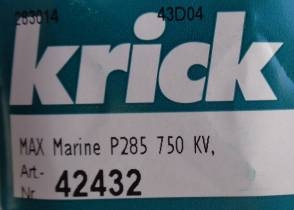 283014 43D04
krick
MAX Marine P285 750 KV,
Art.-
Nr. 42432